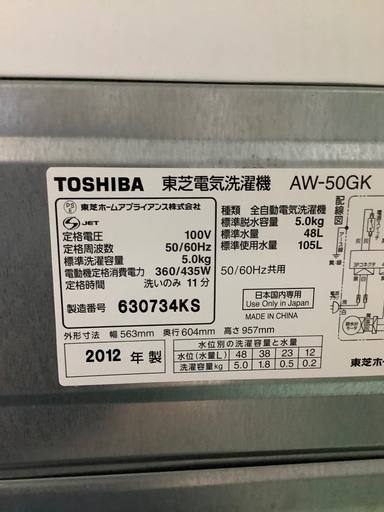 TOSHIBA 東芝電気洗濯機 AW-50GK
PS E 東芝ホームアプライアンス株式会社
S JET
定格電圧 100V
定格周波数 50/60Hz
標準洗濯容量 5.0kg
電動機定格消費電力 360/435W
定格時間 洗いのみ 11分
製造番号 630734KS
種類 全自動電気洗濯機
標準脱水容量 5.0kg
標準水量 48L
標準使用水量 105L
50/60Hz共用
日本国内専用
Use Only in Japan
MADE IN CHINA
外形寸法 幅563mm 奥行604mm 高さ957mm
2012 年製
水位別の洗濯容量と水量
水位(水量L) 48 38 23 12
洗濯容量kg 5.0 1.8 0.5 0.2
配線図
東芝ホー